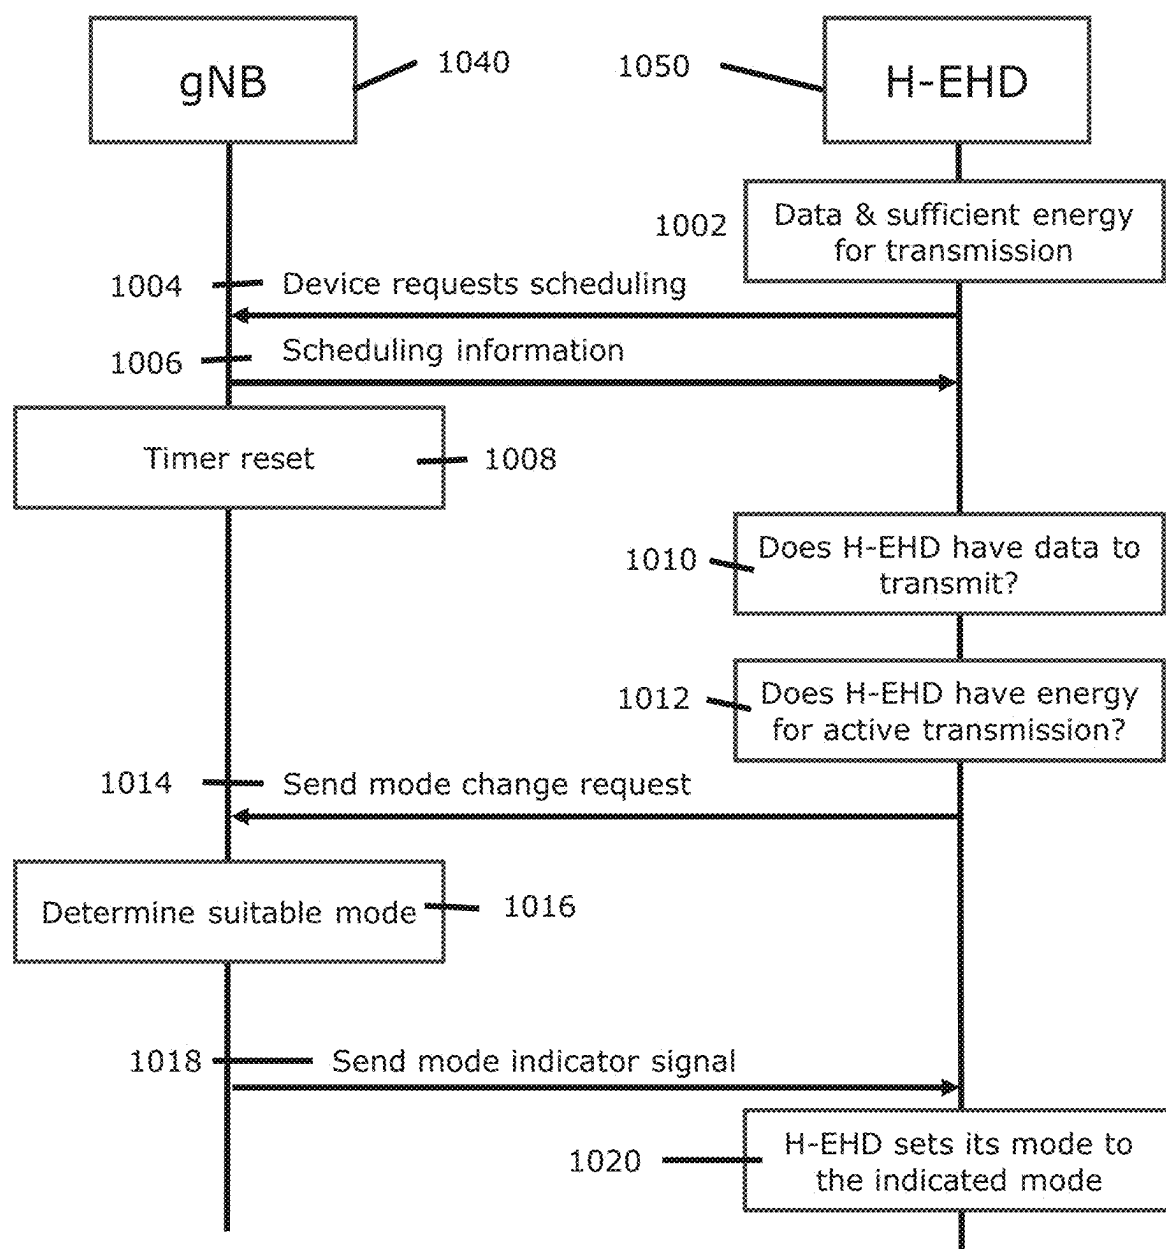 gNB
1040
1050
H-EHD
1002
Data & sufficient energy
for transmission
1004
Device requests scheduling
1006
Scheduling information
Timer reset
1008
1010
Does H-EHD have data to
transmit?
1012
Does H-EHD have energy
for active transmission?
1014
Send mode change request
Determine suitable mode
1016
1018
Send mode indicator signal
1020
H-EHD sets its mode to
the indicated mode